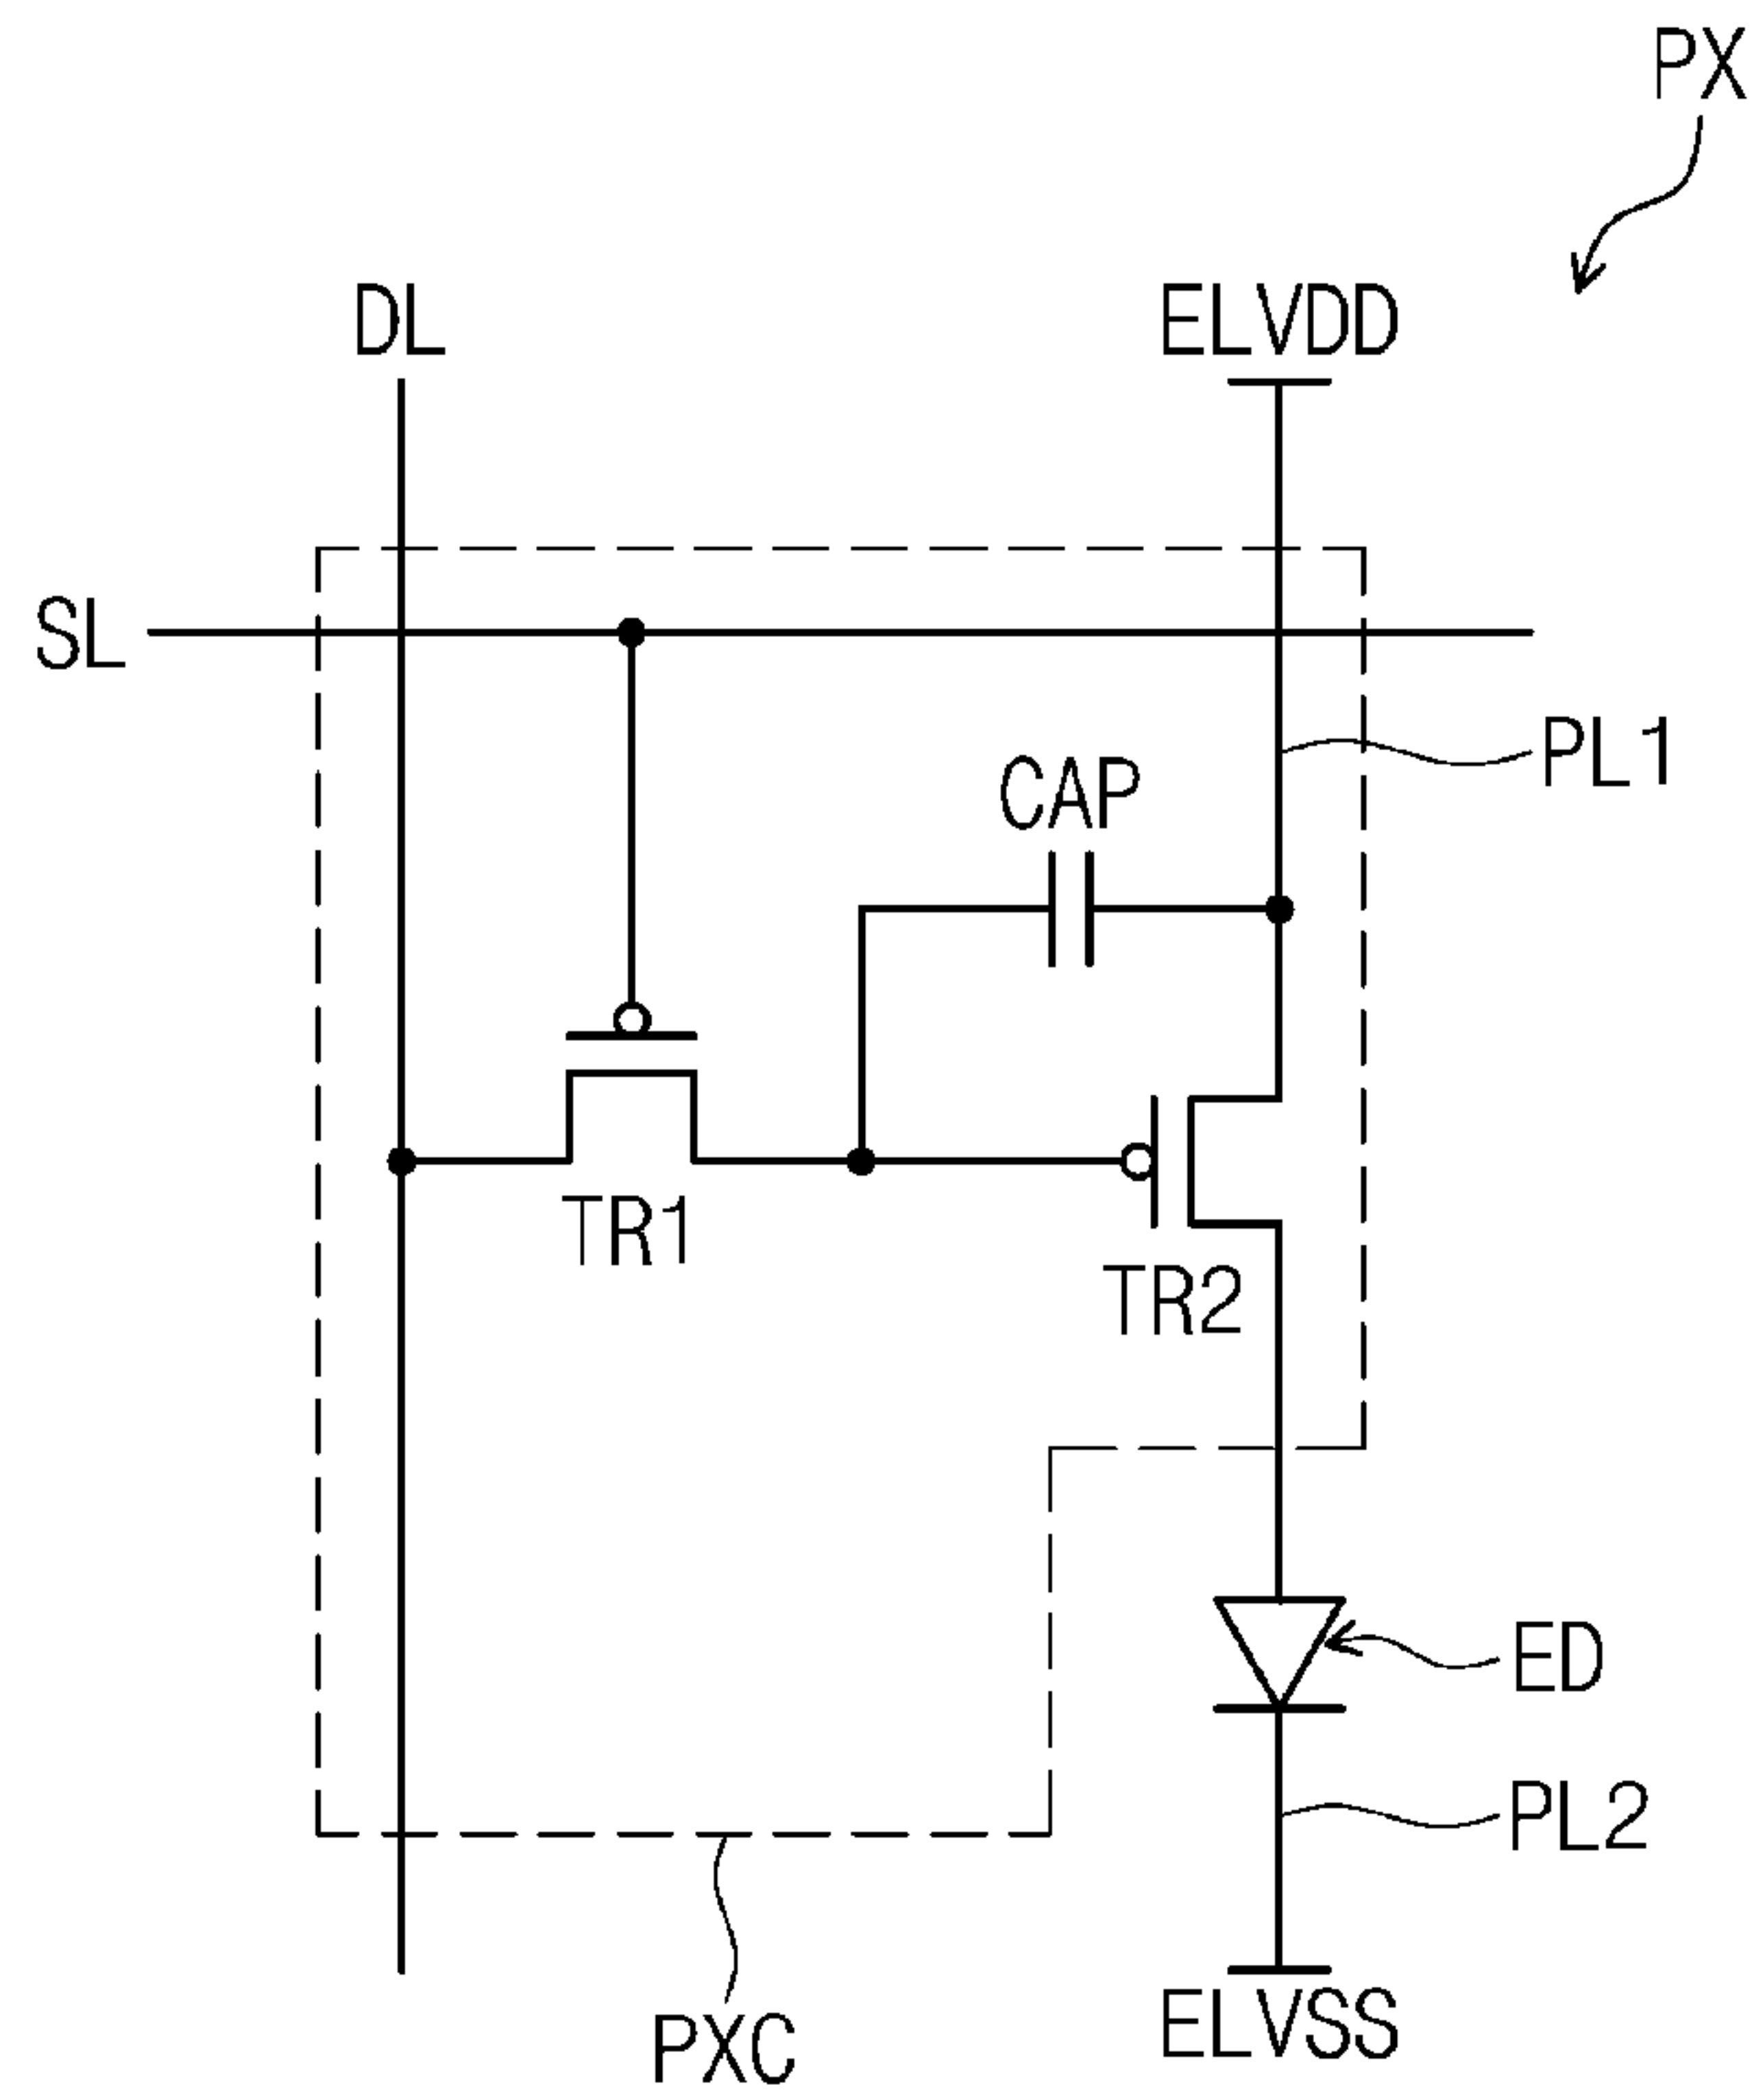 PX
DL
ELVDD
SL
PL1
CAP
TR1
TR2
ED
PL2
PXC
ELVSS